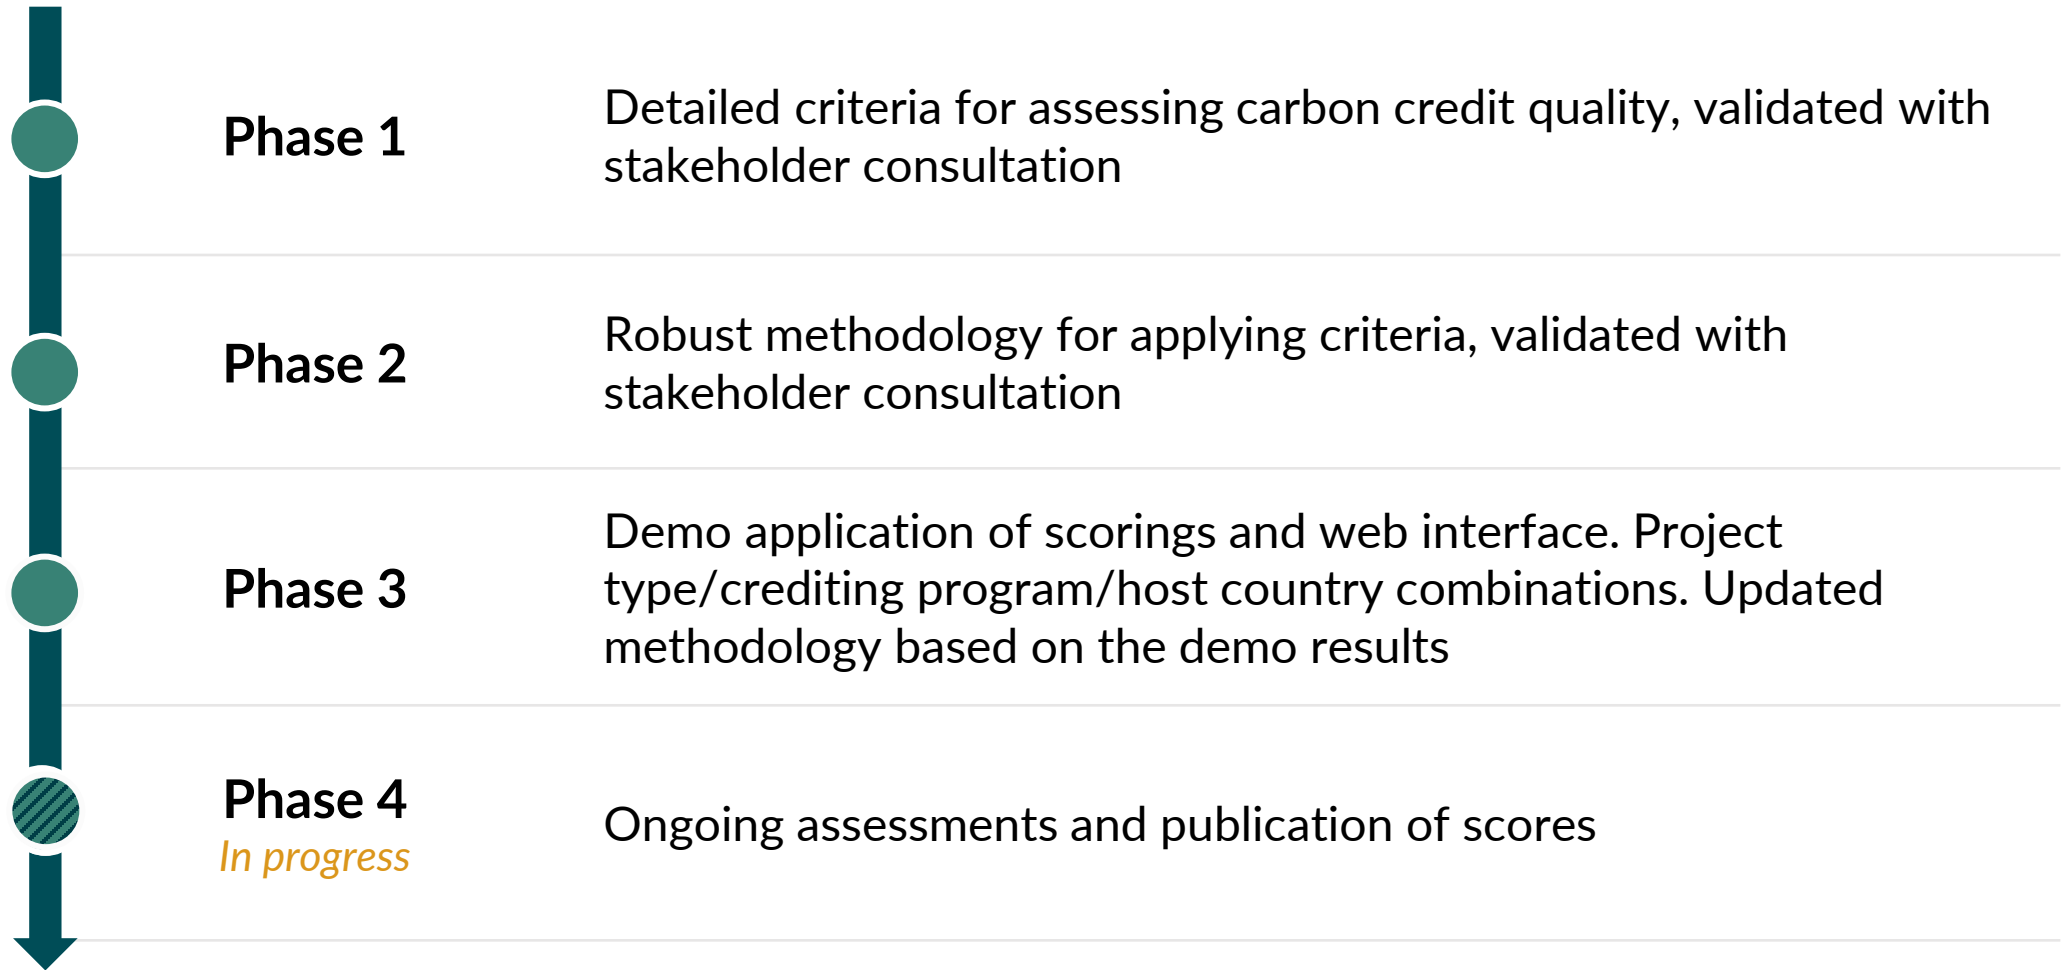 Phase 1
Detailed criteria for assessing carbon credit quality, validated with
stakeholder consultation
Phase 2
Robust methodology for applying criteria, validated with
stakeholder consultation
Phase 3
Demo application of scorings and web interface. Project
type/crediting program/host country combinations. Updated
methodology based on the demo results
Phase 4
In progress
Ongoing assessments and publication of scores